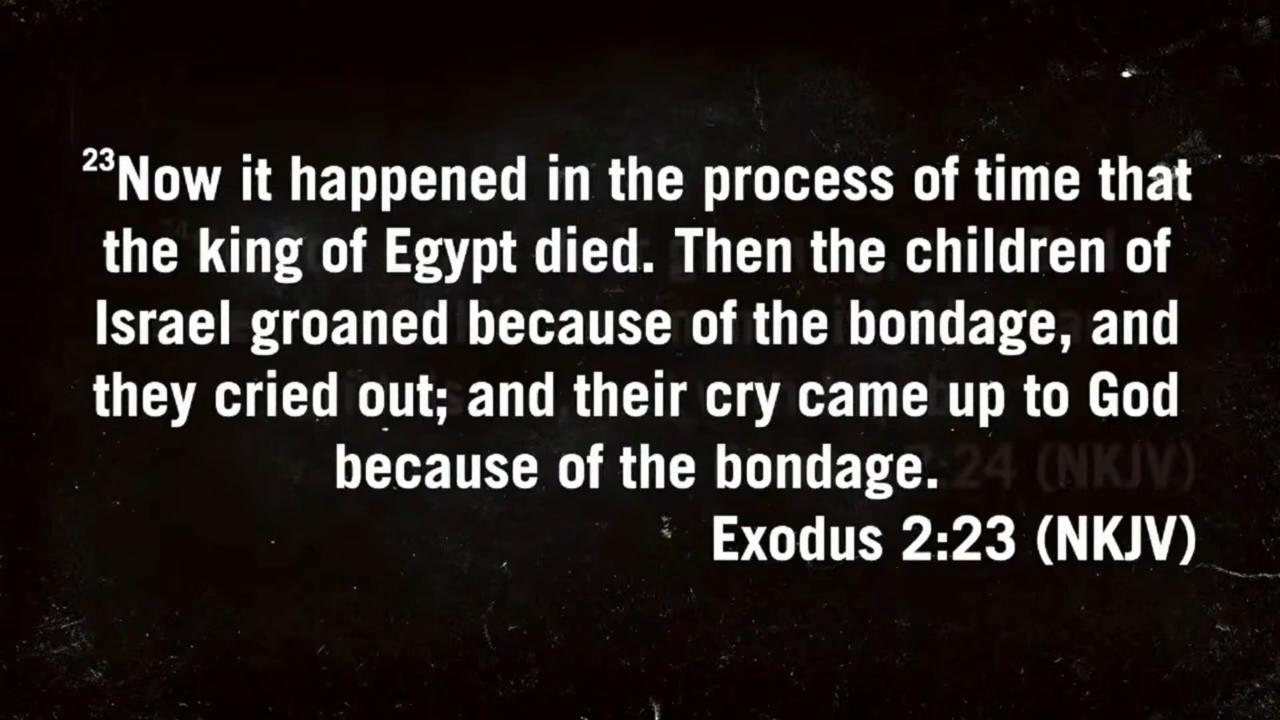 23Now it happened in the process of time that
the king of Egypt died. Then the children of
Israel groaned because of the bondage, and
they cried out; and their cry came up to God
because of the bondage.
:24 (NKJV)
Exodus 2:23 (NKJV)